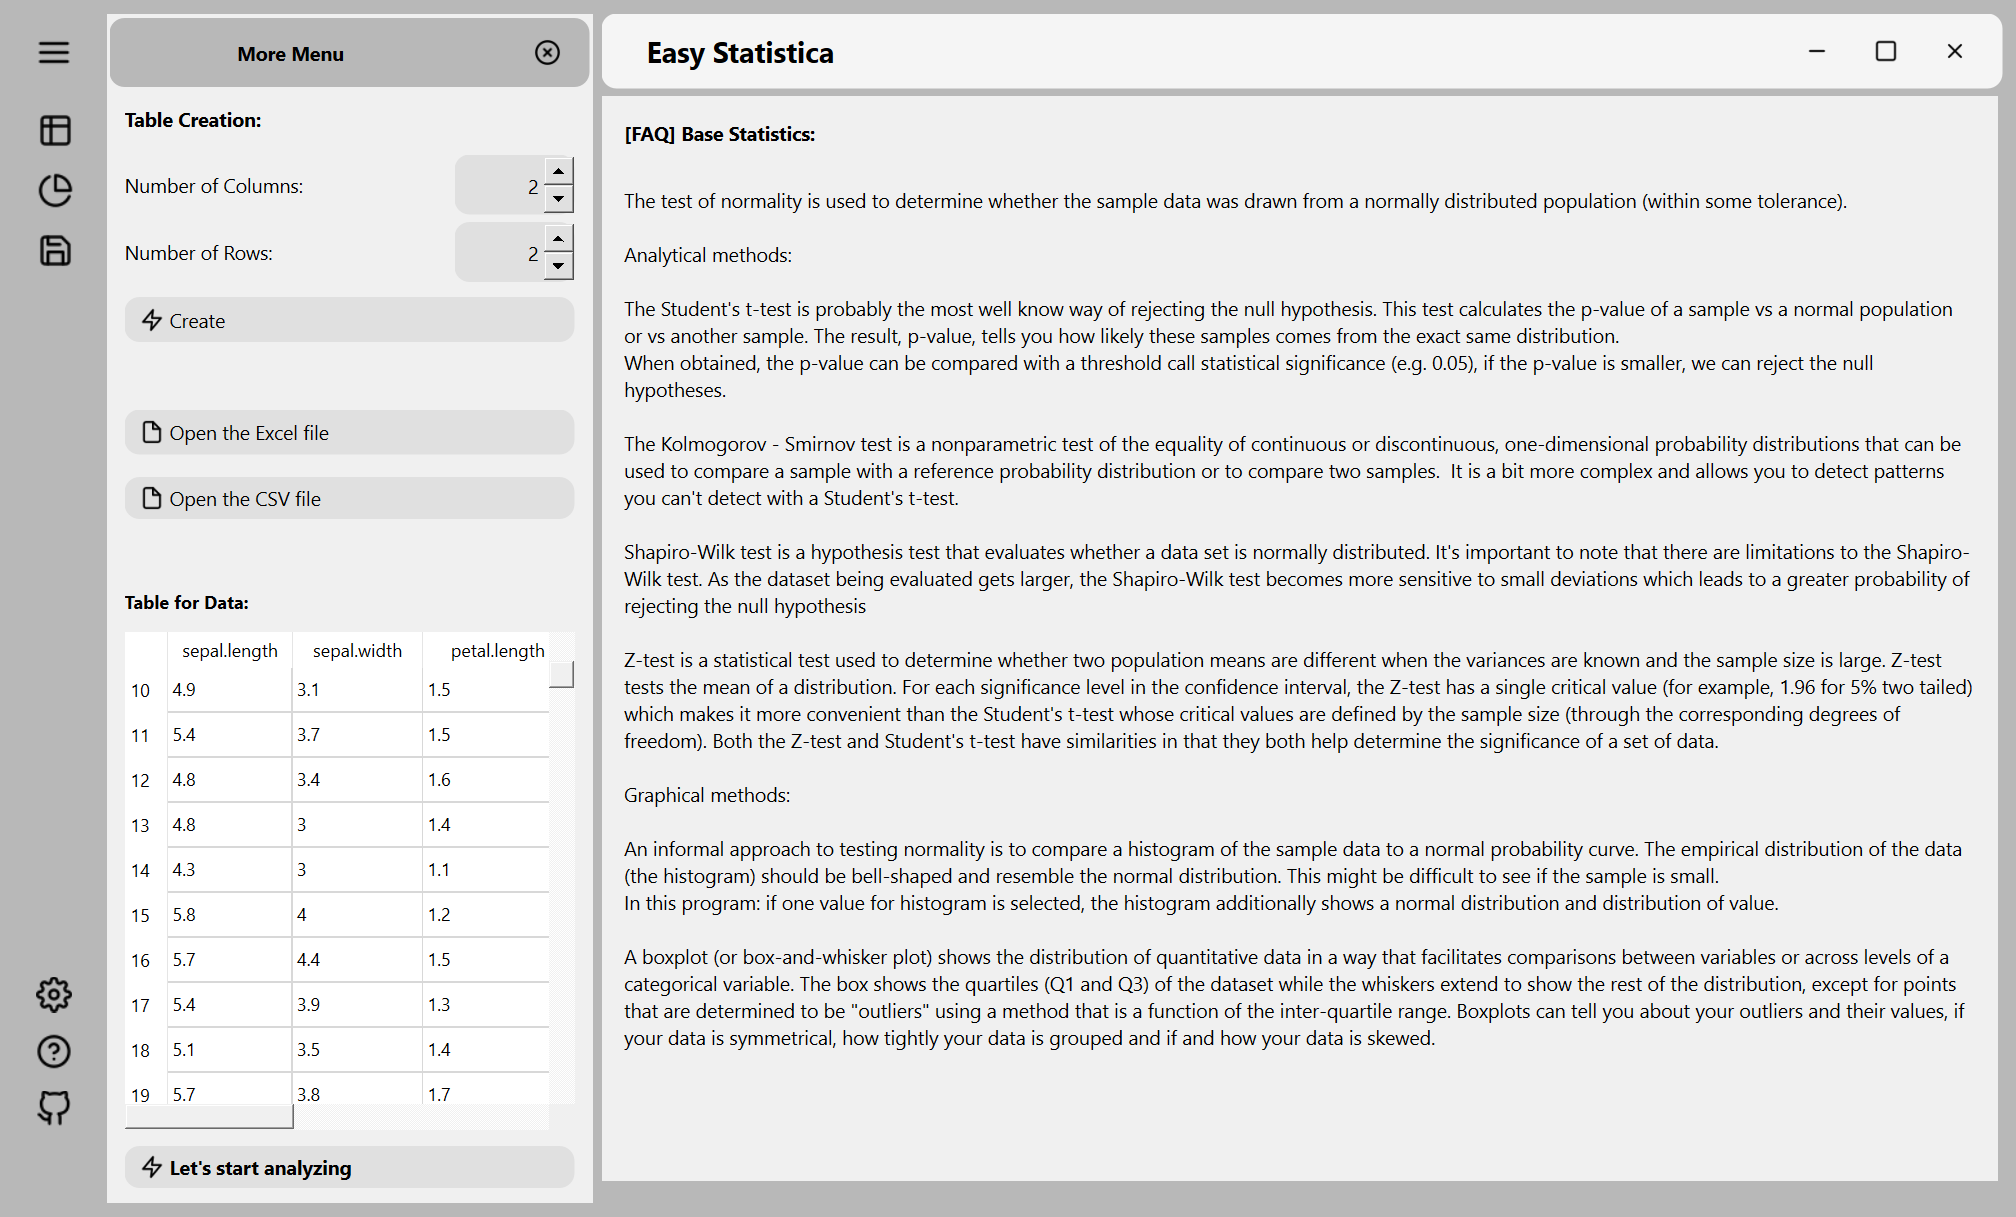 More Menu
Table Creation:
Number of Columns:
2
Number of Rows:
2
Create
Open the Excel file
Open the CSV file
Table for Data:
sepal.length sepal.width petal.length
10 4.9 3.1 1.5
11 5.4 3.7 1.5
12 4.8 3.4 1.6
13 4.8 3 1.4
14 4.3 3 1.1
15 5.8 4 1.2
16 5.7 4.4 1.5
17 5.4 3.9 1.3
18 5.1 3.5 1.4
19 5.7 3.8 1.7
Let's start analyzing
Easy Statistica
[FAQ] Base Statistics:
The test of normality is used to determine whether the sample data was drawn from a normally distributed population (within some tolerance).
Analytical methods:
The Student's t-test is probably the most well know way of rejecting the null hypothesis. This test calculates the p-value of a sample vs a normal population
or vs another sample. The result, p-value, tells you how likely these samples comes from the exact same distribution.
When obtained, the p-value can be compared with a threshold call statistical significance (e.g. 0.05), if the p-value is smaller, we can reject the null
hypotheses.
The Kolmogorov - Smirnov test is a nonparametric test of the equality of continuous or discontinuous, one-dimensional probability distributions that can be
used to compare a sample with a reference probability distribution or to compare two samples.  It is a bit more complex and allows you to detect patterns
you can't detect with a Student's t-test.
Shapiro-Wilk test is a hypothesis test that evaluates whether a data set is normally distributed. It's important to note that there are limitations to the Shapiro-
Wilk test. As the dataset being evaluated gets larger, the Shapiro-Wilk test becomes more sensitive to small deviations which leads to a greater probability of
rejecting the null hypothesis
Z-test is a statistical test used to determine whether two population means are different when the variances are known and the sample size is large. Z-test
tests the mean of a distribution. For each significance level in the confidence interval, the Z-test has a single critical value (for example, 1.96 for 5% two tailed)
which makes it more convenient than the Student's t-test whose critical values are defined by the sample size (through the corresponding degrees of
freedom). Both the Z-test and Student's t-test have similarities in that they both help determine the significance of a set of data.
Graphical methods:
An informal approach to testing normality is to compare a histogram of the sample data to a normal probability curve. The empirical distribution of the data
(the histogram) should be bell-shaped and resemble the normal distribution. This might be difficult to see if the sample is small.
In this program: if one value for histogram is selected, the histogram additionally shows a normal distribution and distribution of value.
A boxplot (or box-and-whisker plot) shows the distribution of quantitative data in a way that facilitates comparisons between variables or across levels of a
categorical variable. The box shows the quartiles (Q1 and Q3) of the dataset while the whiskers extend to show the rest of the distribution, except for points
that are determined to be "outliers" using a method that is a function of the inter-quartile range. Boxplots can tell you about your outliers and their values, if
your data is symmetrical, how tightly your data is grouped and if and how your data is skewed.